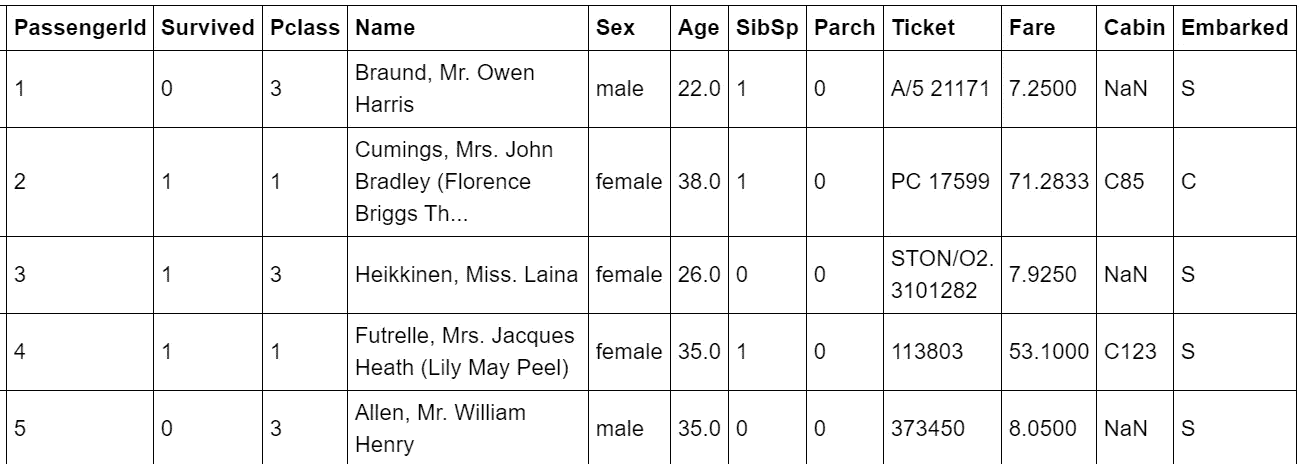 PassengerId Survived Pclass Name Sex Age SibSp Parch Ticket Fare Cabin Embarked
1 0 3 Braund, Mr. Owen Harris male 22.0 1 0 A/5 21171 7.2500 NaN S
2 1 1 Cumings, Mrs. John Bradley (Florence Briggs Th... female 38.0 1 0 PC 17599 71.2833 C85 C
3 1 3 Heikkinen, Miss. Laina female 26.0 0 0 STON/O2. 3101282 7.9250 NaN S
4 1 1 Futrelle, Mrs. Jacques Heath (Lily May Peel) female 35.0 1 0 113803 53.1000 C123 S
5 0 3 Allen, Mr. William Henry male 35.0 0 0 373450 8.0500 NaN S